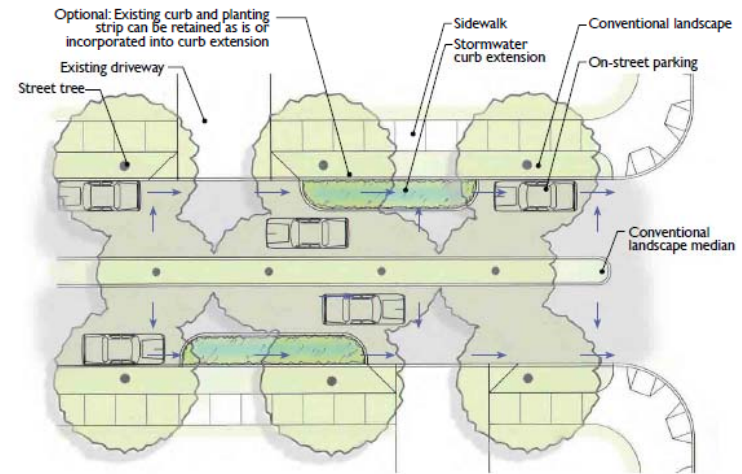 Optional: Existing curb and planting
strip can be retained as is or
incorporated into curb extension
Existing driveway
Street tree
Sidewalk
Stormwater
curb extension
Conventional landscape
On-street parking
Conventional
landscape median